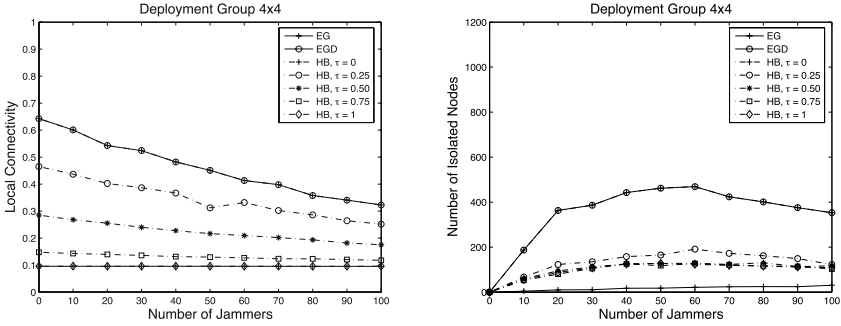 Deployment Group 4x4
Local Connectivity
1
0.9
0.8
0.7
0.6
0.5
0.4
0.3
0.2
0.1
0
EG
EGD
HB, τ = 0
HB, τ = 0.25
HB, τ = 0.50
HB, τ = 0.75
HB, τ = 1
0 10 20 30 40 50 60 70 80 90 100
Number of Jammers
Deployment Group 4x4
Number of Isolated Nodes
1200
1000
800
600
400
200
0
EG
EGD
HB, τ = 0
HB, τ = 0.25
HB, τ = 0.50
HB, τ = 0.75
HB, τ = 1
0 10 20 30 40 50 60 70 80 90 100
Number of Jammers